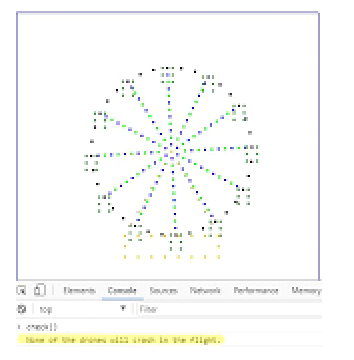 Elements Console Sources Network Performance Memory
top ▼ Filter
> check()
None of the drones will crash in the flight.